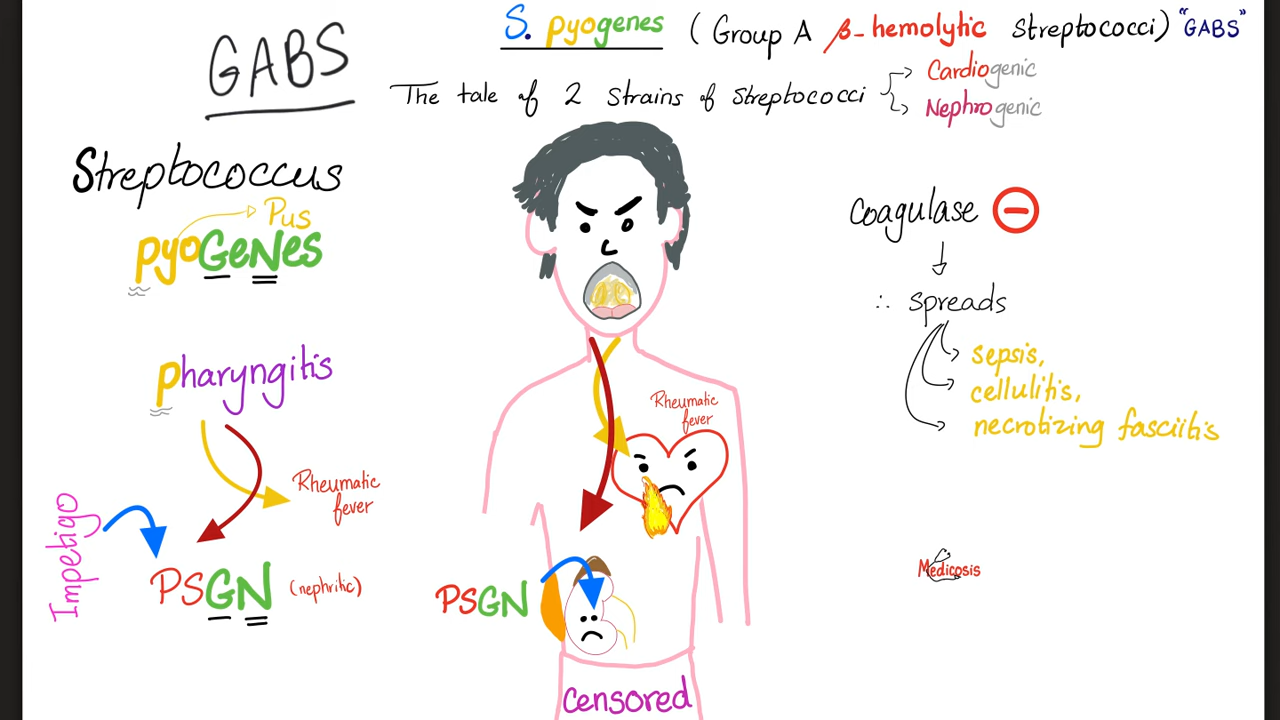 GABS
S. pyogenes (Group A β-hemolytic Streptococci) "GABS"
The tale of 2 Strains of Streptococci
Cardiogenic
Nephrogenic
Streptococcus
Pus
pyoGeNes
Pharyngitis
Rheumatic
fever
Impetigo
PSGN (nephritic)
Rheumatic
fever
PSGN
Censored
Coagulase −
∴ spreads
sepsis,
cellulitis,
necrotizing fasciitis
Medicosis